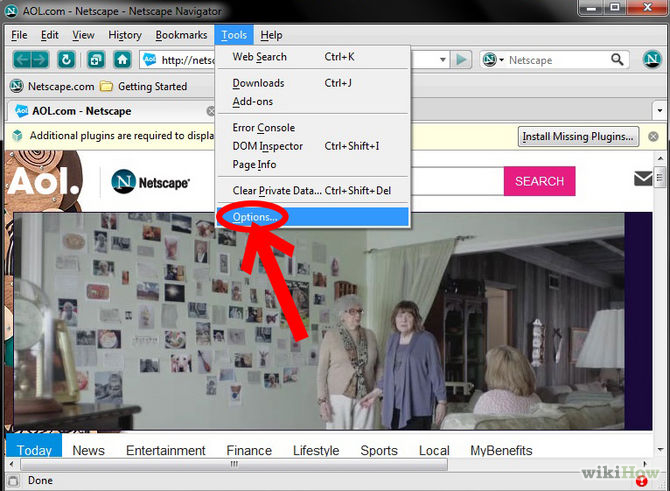 AOL.com - Netscape - Netscape Navigator
File Edit View History Bookmarks Tools Help
Web Search Ctrl+K
Downloads Ctrl+J
Add-ons
Error Console
DOM Inspector Ctrl+Shift+I
Page Info
Clear Private Data... Ctrl+Shift+Del
Options...
http://netsc
Netscape
Netscape.com Getting Started
AOL.com - Netscape
Additional plugins are required to displa
Install Missing Plugins...
Aol. Netscape®
SEARCH
Today News Entertainment Finance Lifestyle Sports Local MyBenefits
Done
wikiHow